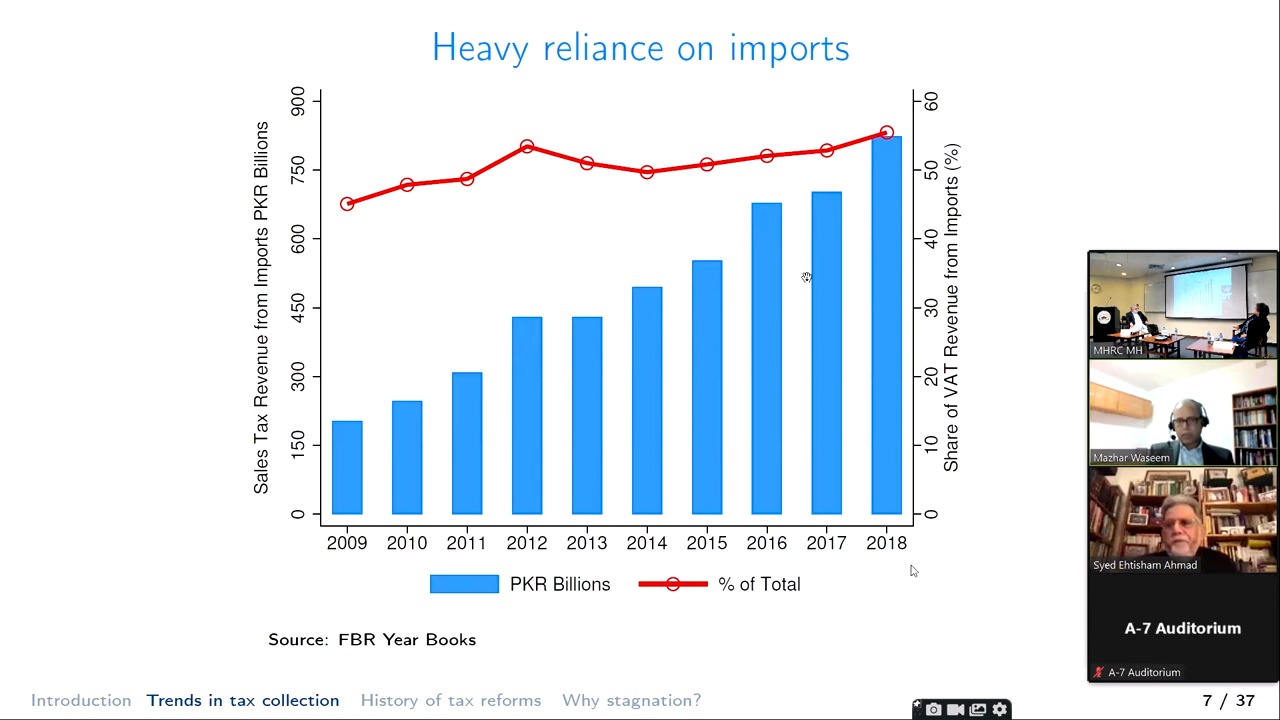 Heavy reliance on imports
Sales Tax Revenue from Imports PKR Billions
900
750
600
450
300
150
0
60
50
40
30
20
10
0
Share of VAT Revenue from Imports (%)
2009 2010 2011 2012 2013 2014 2015 2016 2017 2018
PKR Billions % of Total
Source: FBR Year Books
Introduction Trends in tax collection History of tax reforms Why stagnation? 7 / 37
MHRC MH
Mazhar Waseem
Syed Ehtisham Ahmad
A-7 Auditorium
A-7 Auditorium